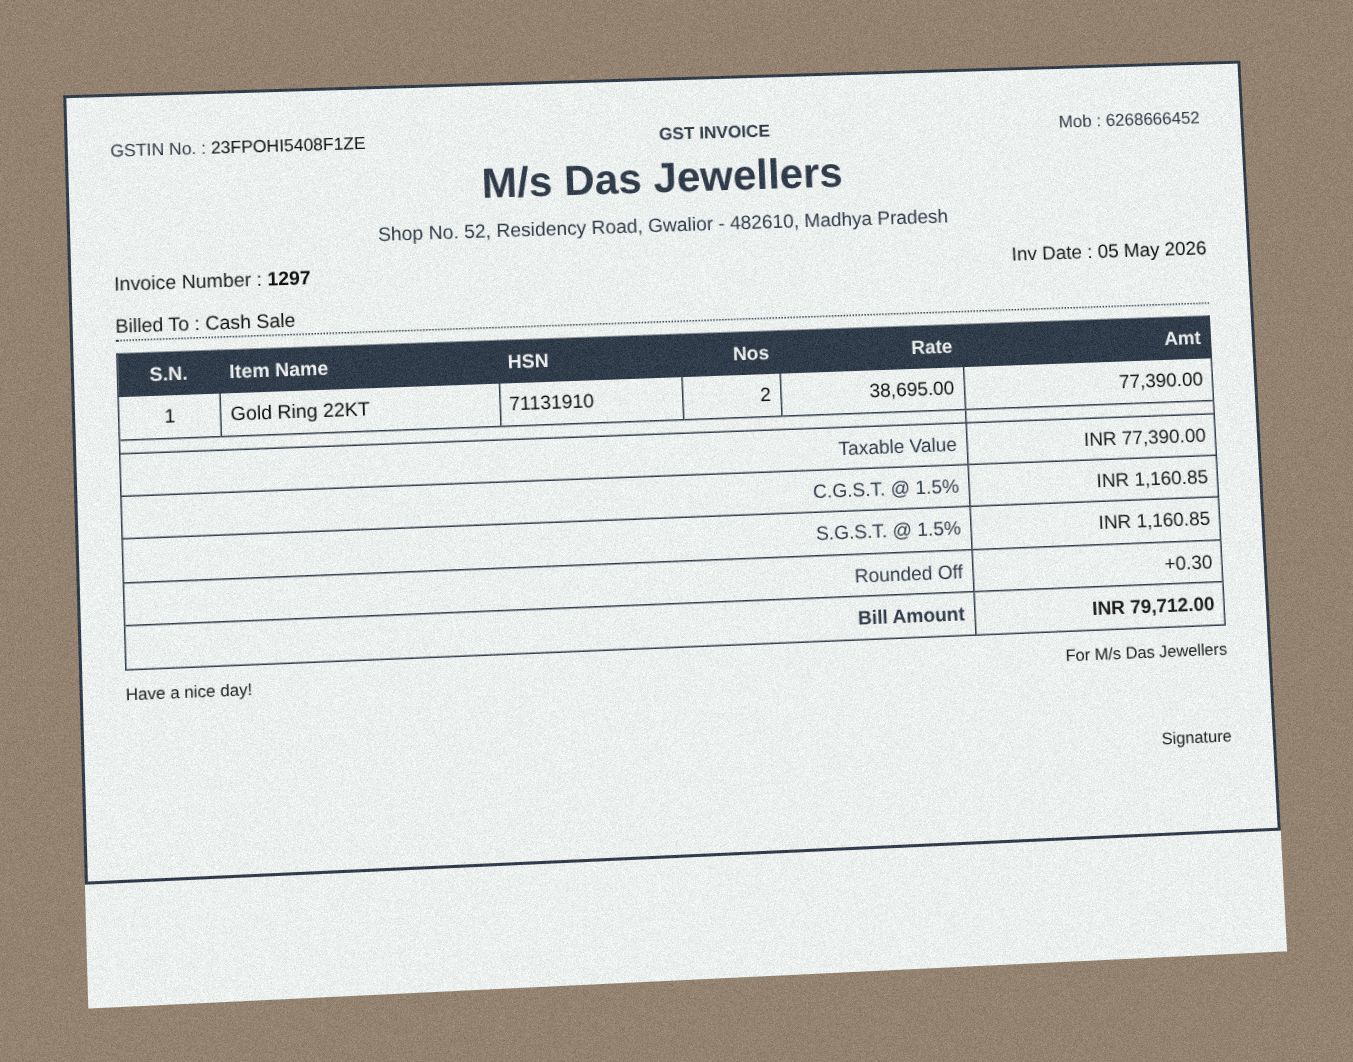 GSTIN No. : 23FPOHI5408F1ZE
GST INVOICE
Mob : 6268666452
M/s Das Jewellers
Shop No. 52, Residency Road, Gwalior - 482610, Madhya Pradesh
Invoice Number : 1297
Inv Date : 05 May 2026
Billed To : Cash Sale
S.N. Item Name HSN Nos Rate Amt
1 Gold Ring 22KT 71131910 2 38,695.00 77,390.00
Taxable Value INR 77,390.00
C.G.S.T. @ 1.5% INR 1,160.85
S.G.S.T. @ 1.5% INR 1,160.85
Rounded Off +0.30
Bill Amount INR 79,712.00
Have a nice day!
For M/s Das Jewellers
Signature